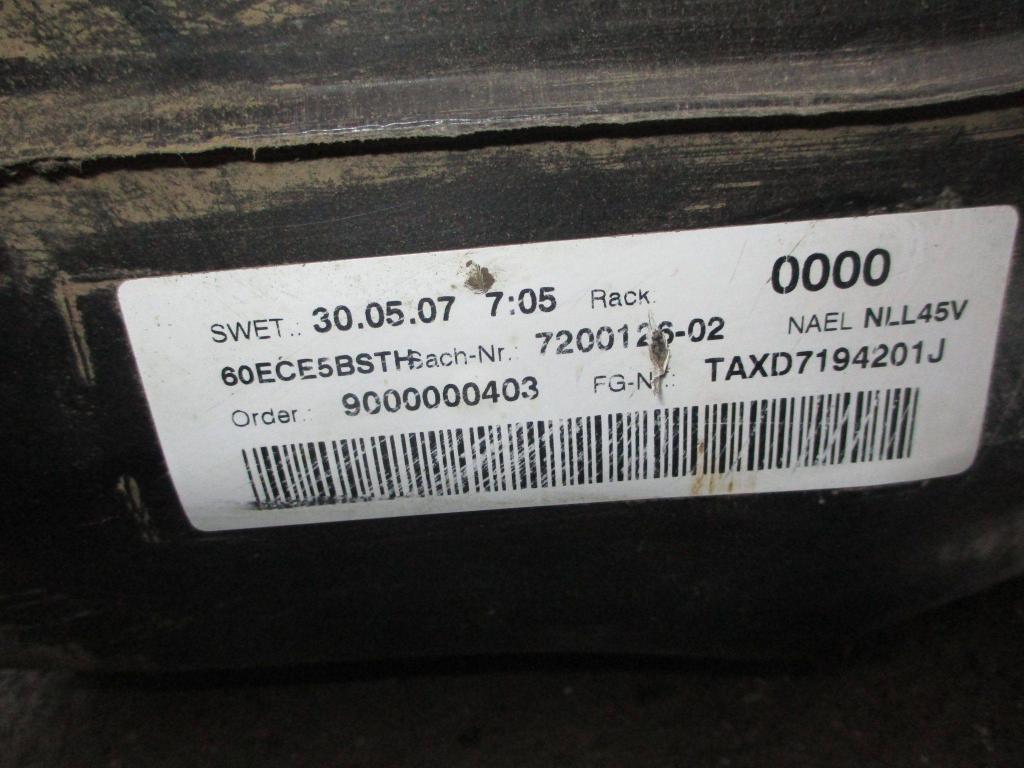 SWET.: 30.05.07 7:05 Rack. 0000
60ECE5BSTH Sach-Nr.: 7200126-02 NAEL NLL45V
Order.: 9000000403 FG-Nr.: TAXD7194201J